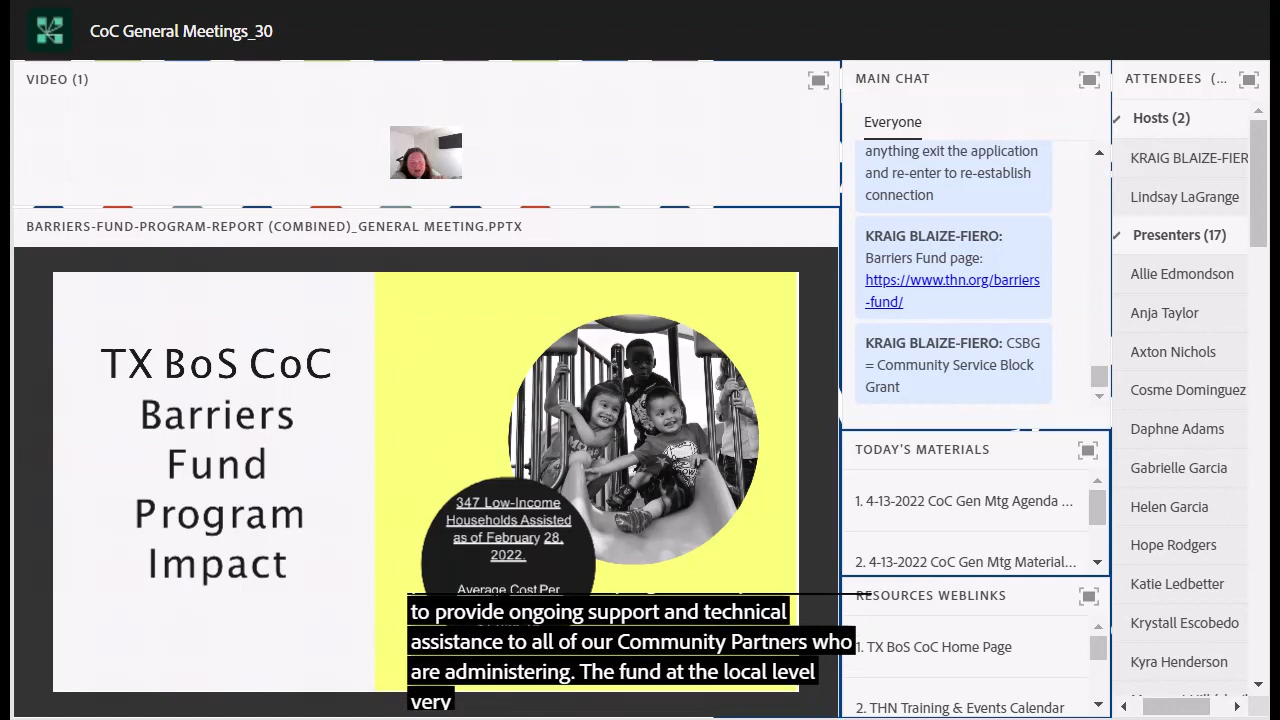 CoC General Meetings_30
VIDEO (1)
BARRIERS-FUND-PROGRAM-REPORT (COMBINED)_GENERAL MEETING.PPTX
TX BoS CoC
Barriers
Fund
Program
Impact
347 Low-Income
Households Assisted
as of February 28,
2022.
Average Cost Per
to provide ongoing support and technical
assistance to all of our Community Partners who
are administering. The fund at the local level
very
MAIN CHAT
Everyone
anything exit the application
and re-enter to re-establish
connection
KRAIG BLAIZE-FIERO:
Barriers Fund page:
https://www.thn.org/barriers
-fund/
KRAIG BLAIZE-FIERO: CSBG
= Community Service Block
Grant
TODAY'S MATERIALS
1. 4-13-2022 CoC Gen Mtg Agenda ...
2. 4-13-2022 CoC Gen Mtg Material...
RESOURCES WEBLINKS
1. TX BoS CoC Home Page
2. THN Training & Events Calendar
ATTENDEES (...
Hosts (2)
KRAIG BLAIZE-FIER
Lindsay LaGrange
Presenters (17)
Allie Edmondson
Anja Taylor
Axton Nichols
Cosme Dominguez
Daphne Adams
Gabrielle Garcia
Helen Garcia
Hope Rodgers
Katie Ledbetter
Krystall Escobedo
Kyra Henderson